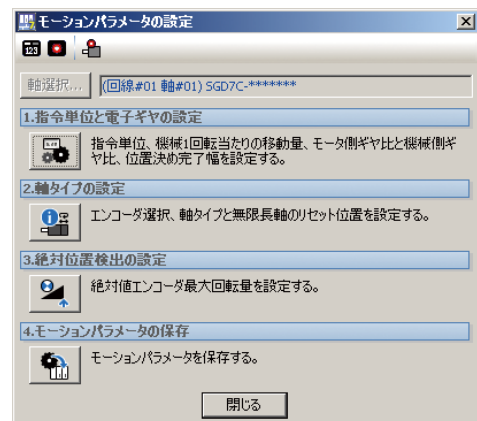 モーションパラメータの設定
123
軸選択... (回線#01 軸#01) SGD7C-*******
1.指令単位と電子ギヤの設定
指令単位、機械1回転当たりの移動量、モータ側ギヤ比と機械側ギ
ヤ比、位置決め完了幅を設定する。
2.軸タイプの設定
エンコーダ選択、軸タイプと無限長軸のリセット位置を設定する。
3.絶対位置検出の設定
絶対値エンコーダ最大回転量を設定する。
4.モーションパラメータの保存
モーションパラメータを保存する。
閉じる